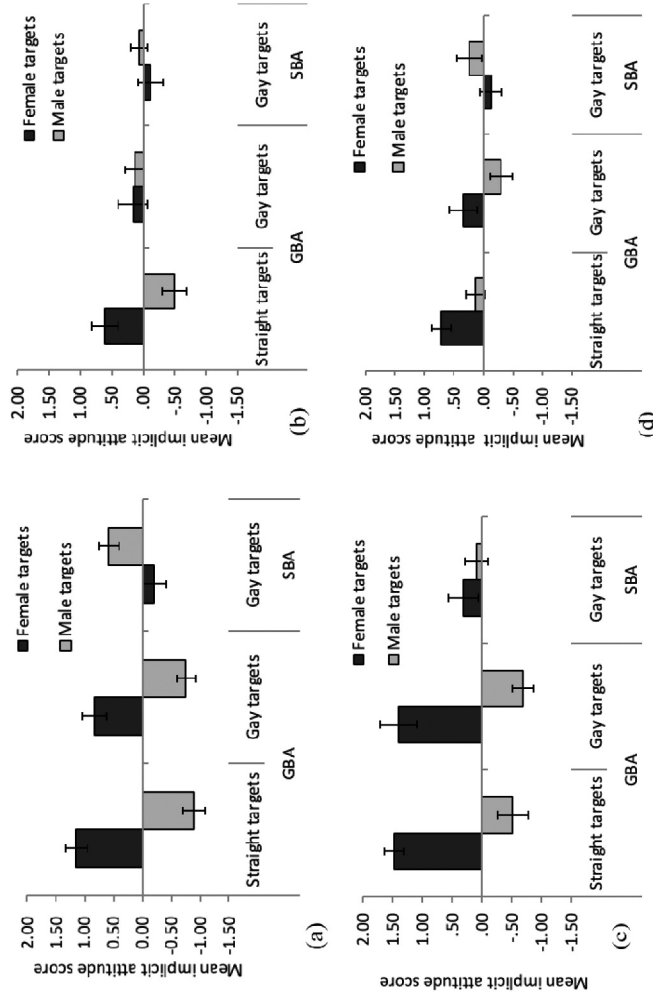 2.00
1.50
1.00
.50
0.00
-.50
-1.00
-1.50
Mean implicit attitude score
Female targets
Male targets
Straight targets
Gay targets
Gay targets
GBA
SBA
(a)
2.00
1.50
1.00
.50
.00
-.50
-1.00
-1.50
Mean implicit attitude score
Female targets
Male targets
Straight targets
Gay targets
Gay targets
GBA
SBA
(b)
2.00
1.50
1.00
.50
.00
-.50
-1.00
-1.50
Mean implicit attitude score
Female targets
Male targets
Straight targets
Gay targets
Gay targets
GBA
SBA
(c)
2.00
1.50
1.00
.50
.00
-.50
-1.00
-1.50
Mean implicit attitude score
Female targets
Male targets
Straight targets
Gay targets
Gay targets
GBA
SBA
(d)